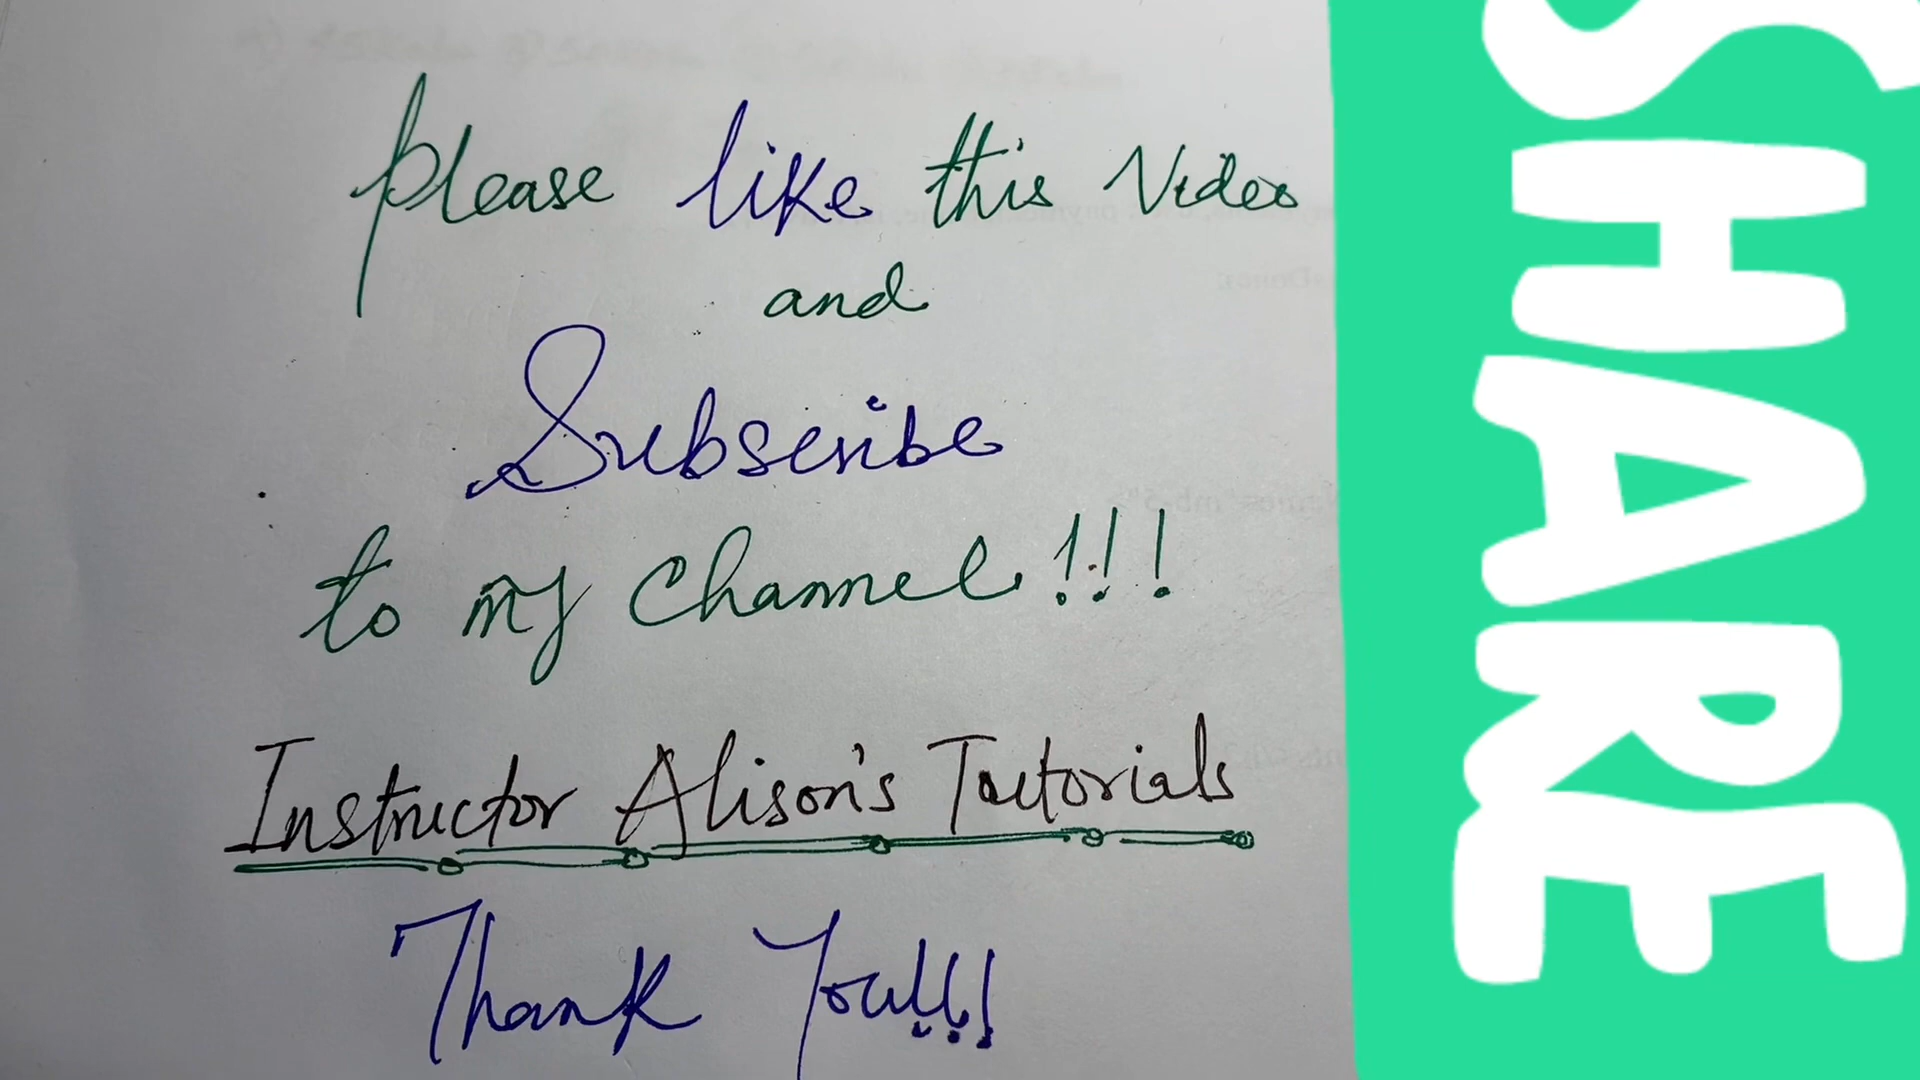 Please like this Video
and
Subscribe
to my channel!!!
Instructor Alison's Tutorials
Thank You!!!
SHARE